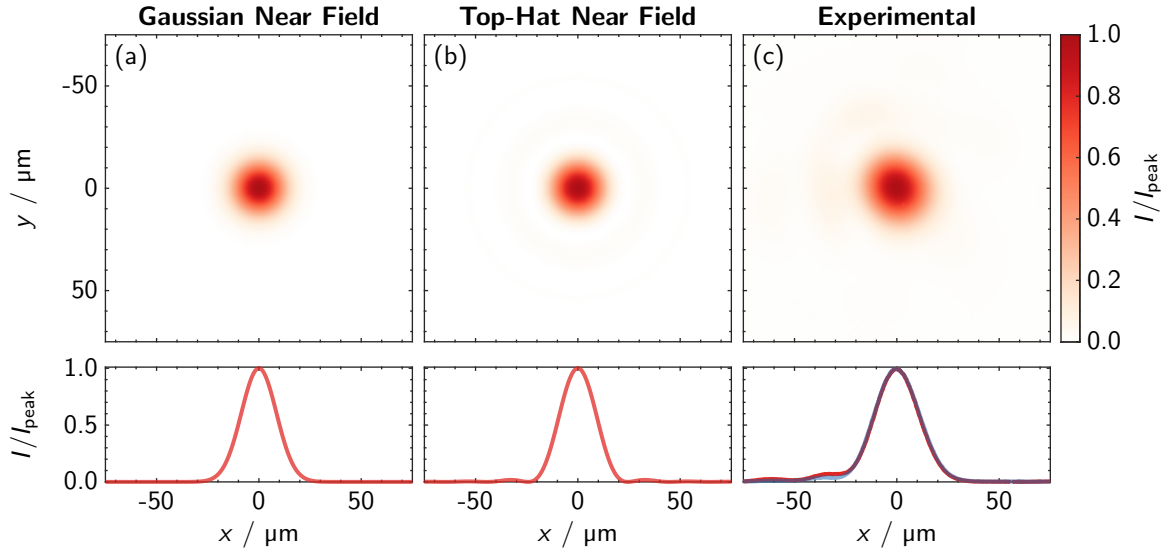 Gaussian Near Field Top-Hat Near Field Experimental
(a) (b) (c)
-50
0
50
y / µm
1.0
0.8
0.6
0.4
0.2
0.0
I/Ipeak
1.0
0.5
0.0
I/Ipeak
-50 0 50 -50 0 50 -50 0 50
x / µm x / µm x / µm